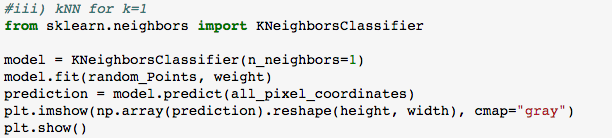 #iii) kNN for k=1
from sklearn.neighbors import KNeighborsClassifier
model = KNeighborsClassifier(n_neighbors=1)
model.fit(random_Points, weight)
prediction = model.predict(all_pixel_coordinates)
plt.imshow(np.array(prediction).reshape(height, width), cmap="gray")
plt.show()